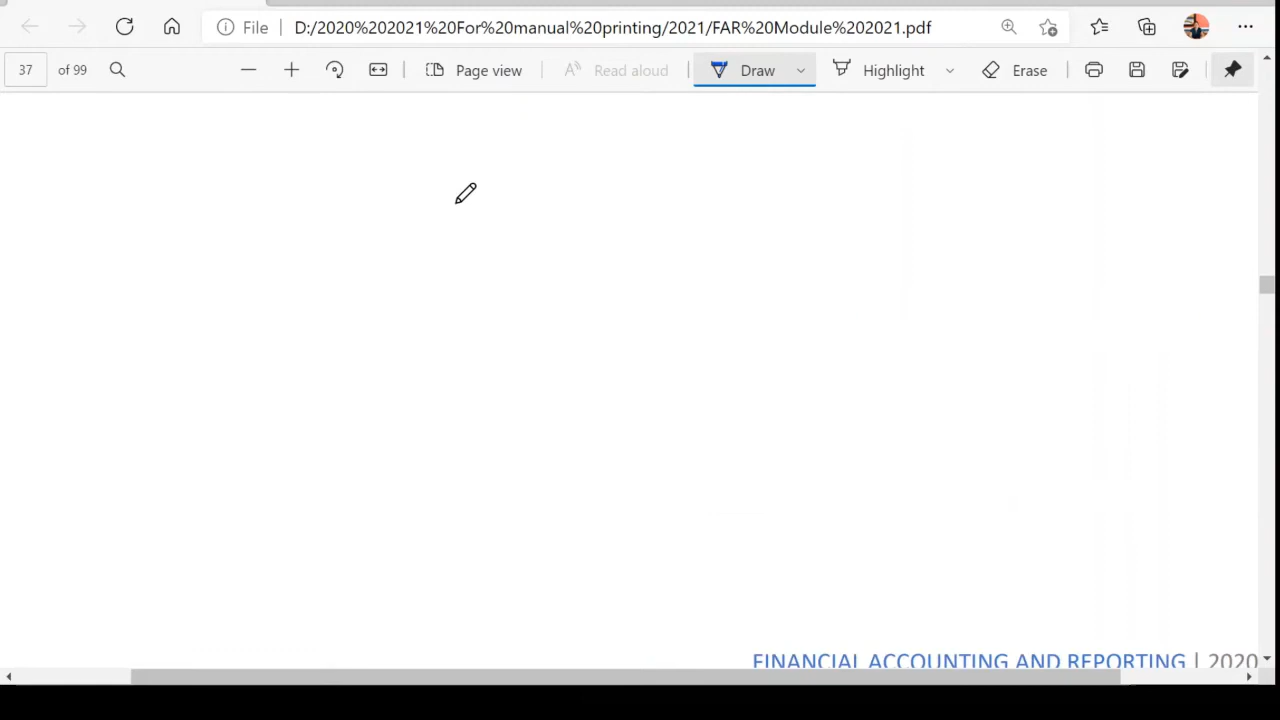 File D:/2020%202021%20For%20manual%20printing/2021/FAR%20Module%202021.pdf
37 of 99 Page view Read aloud Draw Highlight Erase
FINANCIAL ACCOUNTING AND REPORTING | 2020